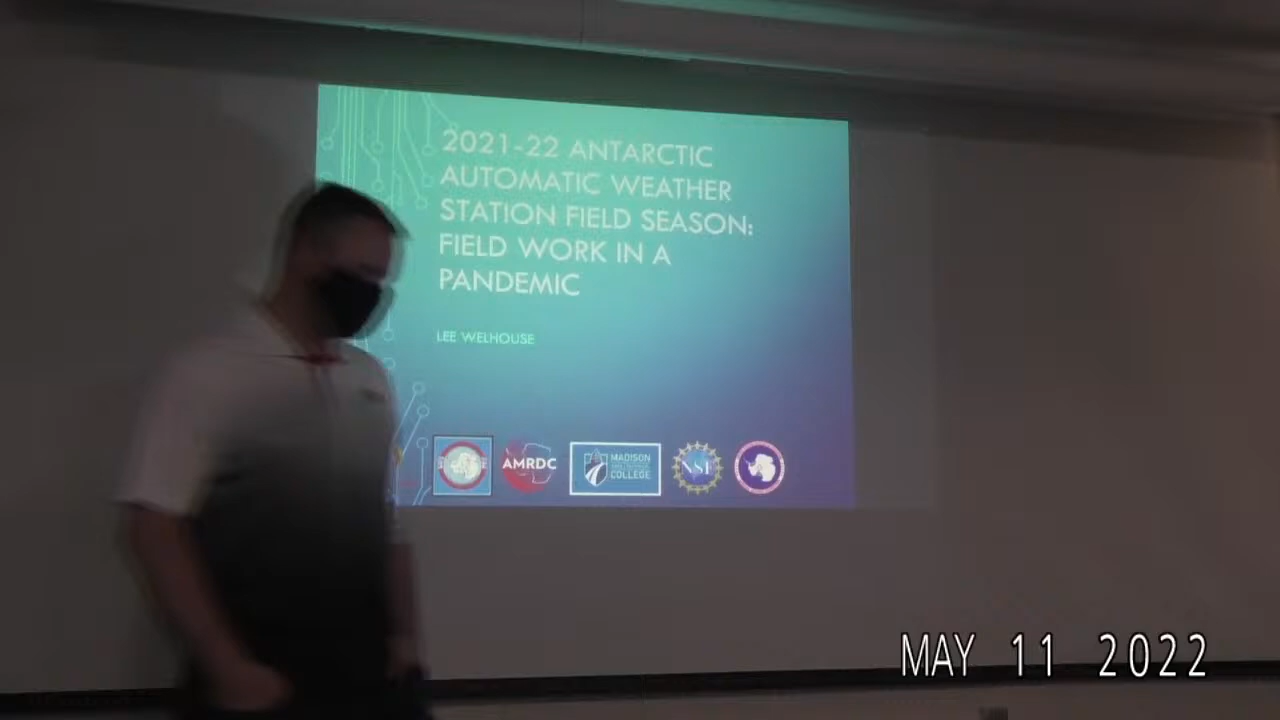 2021-22 ANTARCTIC
AUTOMATIC WEATHER
STATION FIELD SEASON:
FIELD WORK IN A
PANDEMIC
LEE WELHOUSE
AMRDC
MADISON
COLLEGE
NSF
MAY 11 2022